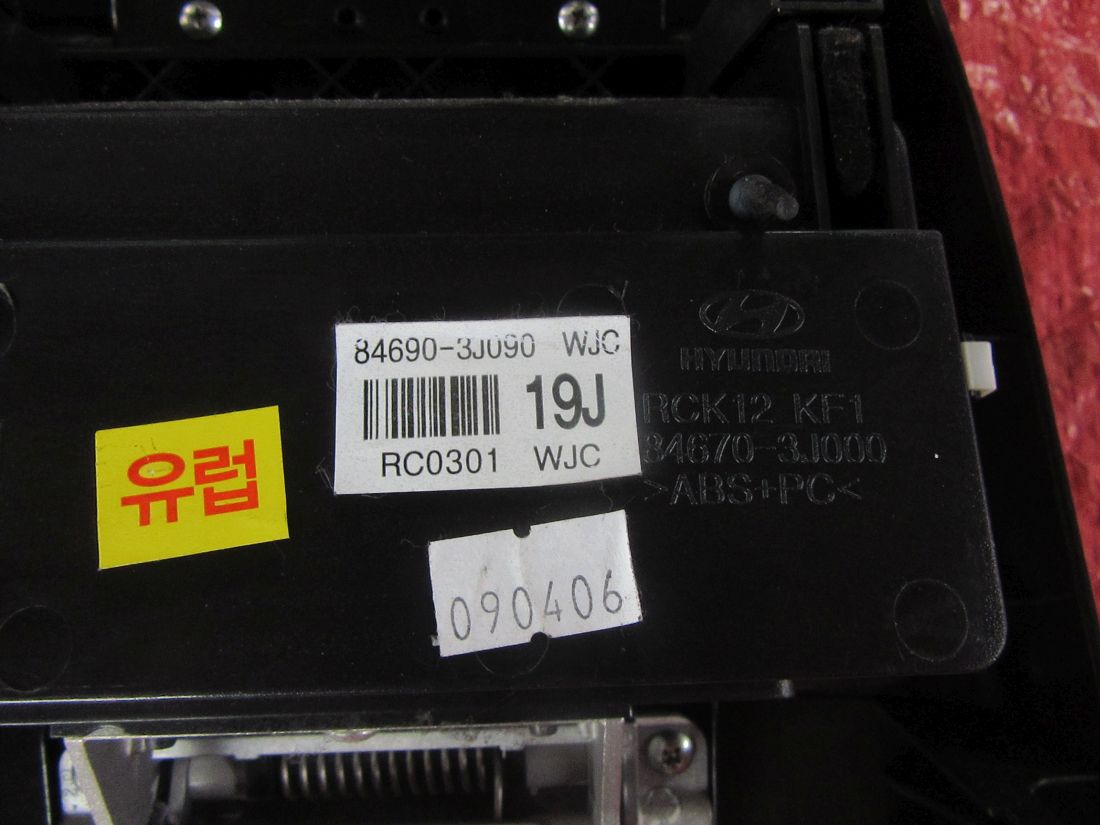 84690-3J090 WJC
19J
RC0301 WJC
유럽
090406
HYUNDAI
RCK12 KF1
84670-3J000
>ABS+PC<